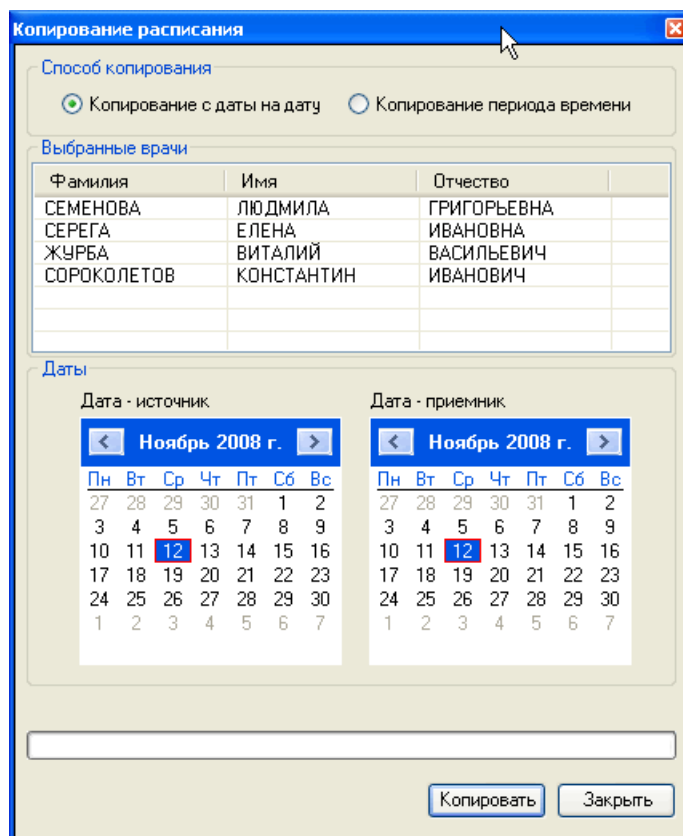 Копирование расписания
Способ копирования
Копирование с даты на дату Копирование периода времени
Выбранные врачи
Фамилия Имя Отчество
СЕМЕНОВА ЛЮДМИЛА ГРИГОРЬЕВНА
СЕРЕГА ЕЛЕНА ИВАНОВНА
ЖУРБА ВИТАЛИЙ ВАСИЛЬЕВИЧ
СОРОКОЛЕТОВ КОНСТАНТИН ИВАНОВИЧ
Даты
Дата - источник Дата - приемник
Ноябрь 2008 г. Ноябрь 2008 г.
Пн Вт Ср Чт Пт Сб Вс Пн Вт Ср Чт Пт Сб Вс
27 28 29 30 31 1 2 27 28 29 30 31 1 2
3 4 5 6 7 8 9 3 4 5 6 7 8 9
10 11 12 13 14 15 16 10 11 12 13 14 15 16
17 18 19 20 21 22 23 17 18 19 20 21 22 23
24 25 26 27 28 29 30 24 25 26 27 28 29 30
1 2 3 4 5 6 7 1 2 3 4 5 6 7
Копировать Закрыть